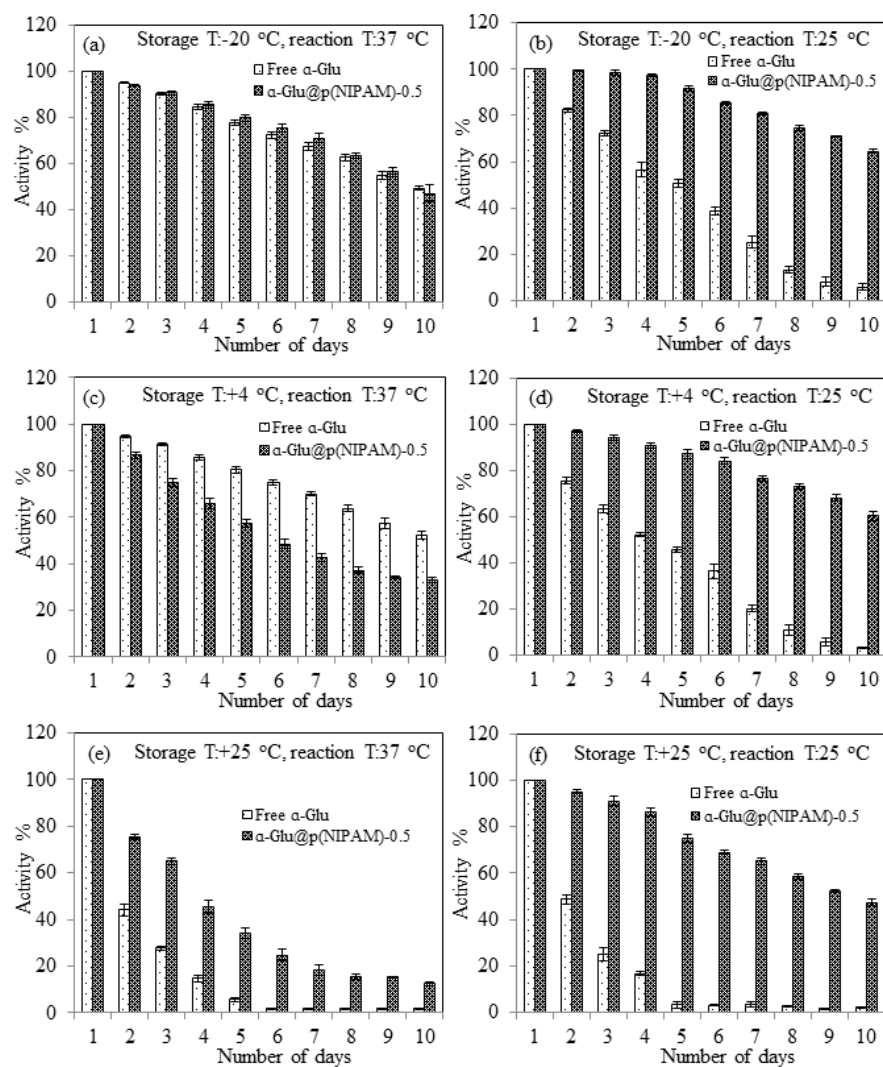 (a) Storage T:-20 °C, reaction T:37 °C
Free α-Glu
α-Glu@p(NIPAM)-0.5
Activity %
120
100
80
60
40
20
0
1 2 3 4 5 6 7 8 9 10
Number of days
(b) Storage T:-20 °C, reaction T:25 °C
Free α-Glu
α-Glu@p(NIPAM)-0.5
Activity %
120
100
80
60
40
20
0
1 2 3 4 5 6 7 8 9 10
Number of days
(c) Storage T:+4 °C, reaction T:37 °C
Free α-Glu
α-Glu@p(NIPAM)-0.5
Activity %
120
100
80
60
40
20
0
1 2 3 4 5 6 7 8 9 10
Number of days
(d) Storage T:+4 °C, reaction T:25 °C
Free α-Glu
α-Glu@p(NIPAM)-0.5
Activity %
120
100
80
60
40
20
0
1 2 3 4 5 6 7 8 9 10
Number of days
(e) Storage T:+25 °C, reaction T:37 °C
Free α-Glu
α-Glu@p(NIPAM)-0.5
Activity %
120
100
80
60
40
20
0
1 2 3 4 5 6 7 8 9 10
Number of days
(f) Storage T:+25 °C, reaction T:25 °C
Free α-Glu
α-Glu@p(NIPAM)-0.5
Activity %
120
100
80
60
40
20
0
1 2 3 4 5 6 7 8 9 10
Number of days